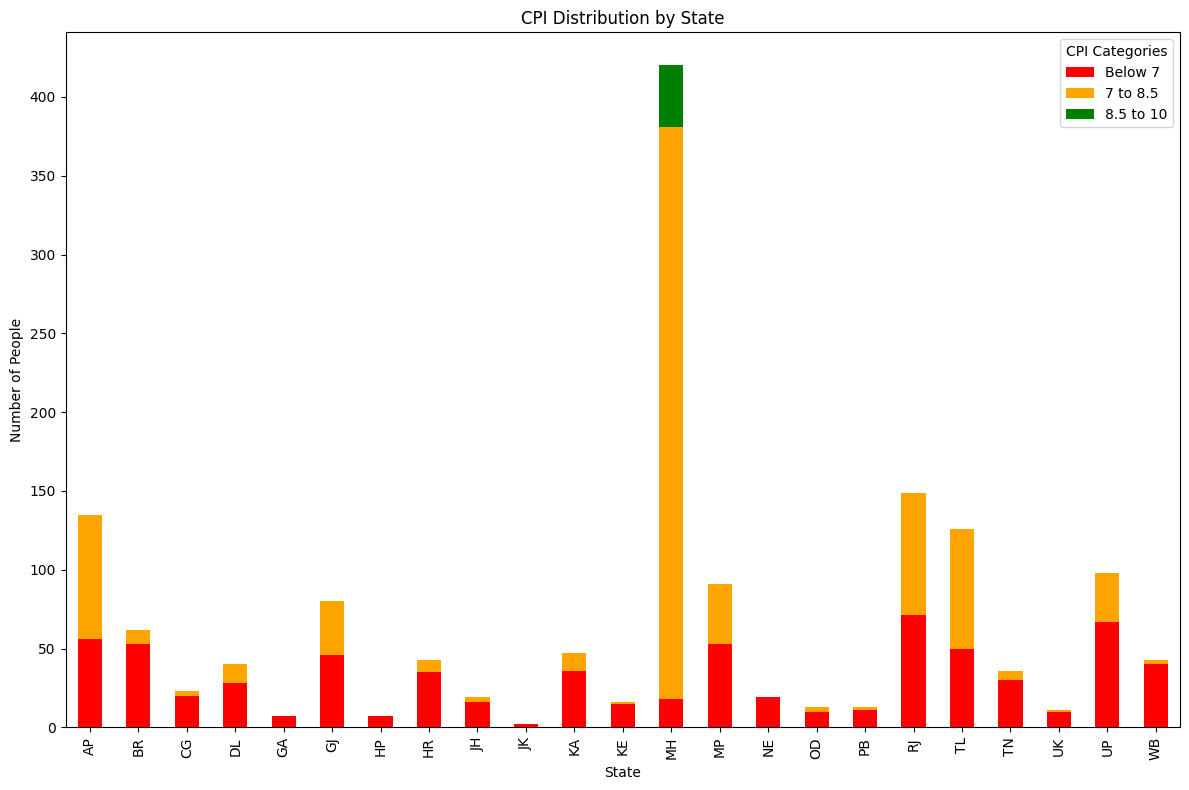 CPI Distribution by State
CPI Categories
Below 7
7 to 8.5
8.5 to 10
Number of People
400
350
300
250
200
150
100
50
0
AP BR CG DL GA GJ HP HR JH JK KA KE MH MP NE OD PB RJ TL TN UK UP WB
State